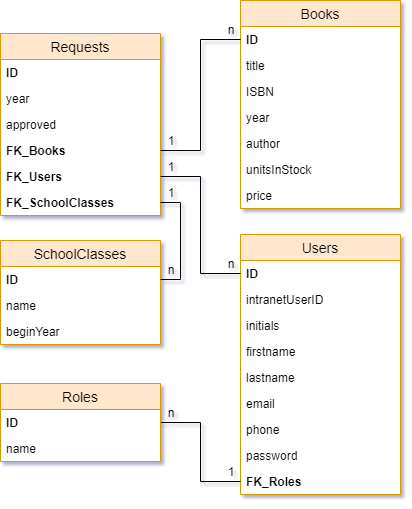 Requests
ID
year
approved
FK_Books
FK_Users
FK_SchoolClasses
1
1
1
n
n
n
Books
ID
title
ISBN
year
author
unitsInStock
price
SchoolClasses
ID
name
beginYear
Users
ID
intranetUserID
initials
firstname
lastname
email
phone
password
FK_Roles
Roles
ID
name
n
1